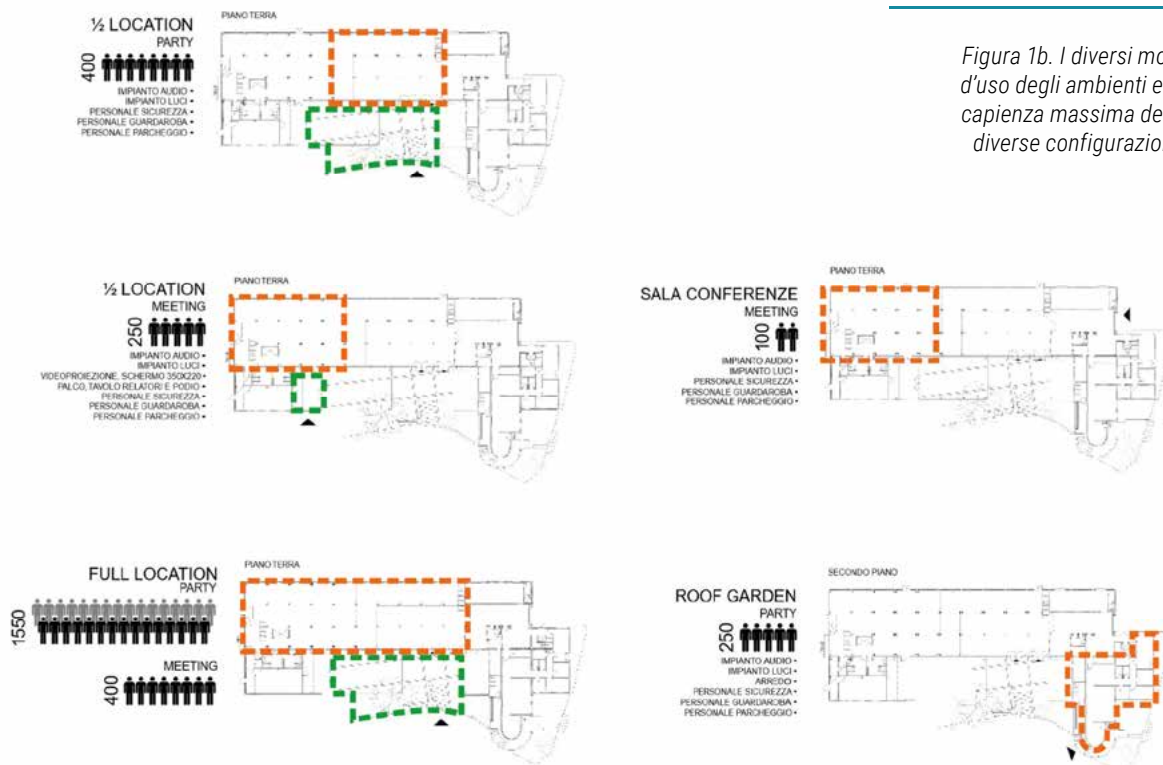 ½ LOCATION
PARTY
400
IMPIANTO AUDIO •
IMPIANTO LUCI •
PERSONALE SICUREZZA •
PERSONALE GUARDAROBA •
PERSONALE PARCHEGGIO •
PIANO TERRA
Figura 1b. I diversi
d'uso degli ambienti e
capienza massima
diverse
½ LOCATION
MEETING
250
IMPIANTO AUDIO •
IMPIANTO LUCI •
VIDEOPROIEZIONE, SCHERMO 350X220 •
PALCO, TAVOLO RELATORI E PODIO •
PERSONALE SICUREZZA •
PERSONALE GUARDAROBA •
PERSONALE PARCHEGGIO •
PIANO TERRA
SALA CONFERENZE
MEETING
100
IMPIANTO AUDIO •
IMPIANTO LUCI •
PERSONALE SICUREZZA •
PERSONALE GUARDAROBA •
PERSONALE PARCHEGGIO •
PIANO TERRA
FULL LOCATION
PARTY
1550
MEETING
400
PIANO TERRA
ROOF GARDEN
PARTY
250
IMPIANTO AUDIO •
IMPIANTO LUCI •
ARREDO •
PERSONALE SICUREZZA •
PERSONALE GUARDAROBA •
PERSONALE PARCHEGGIO •
SECONDO PIANO